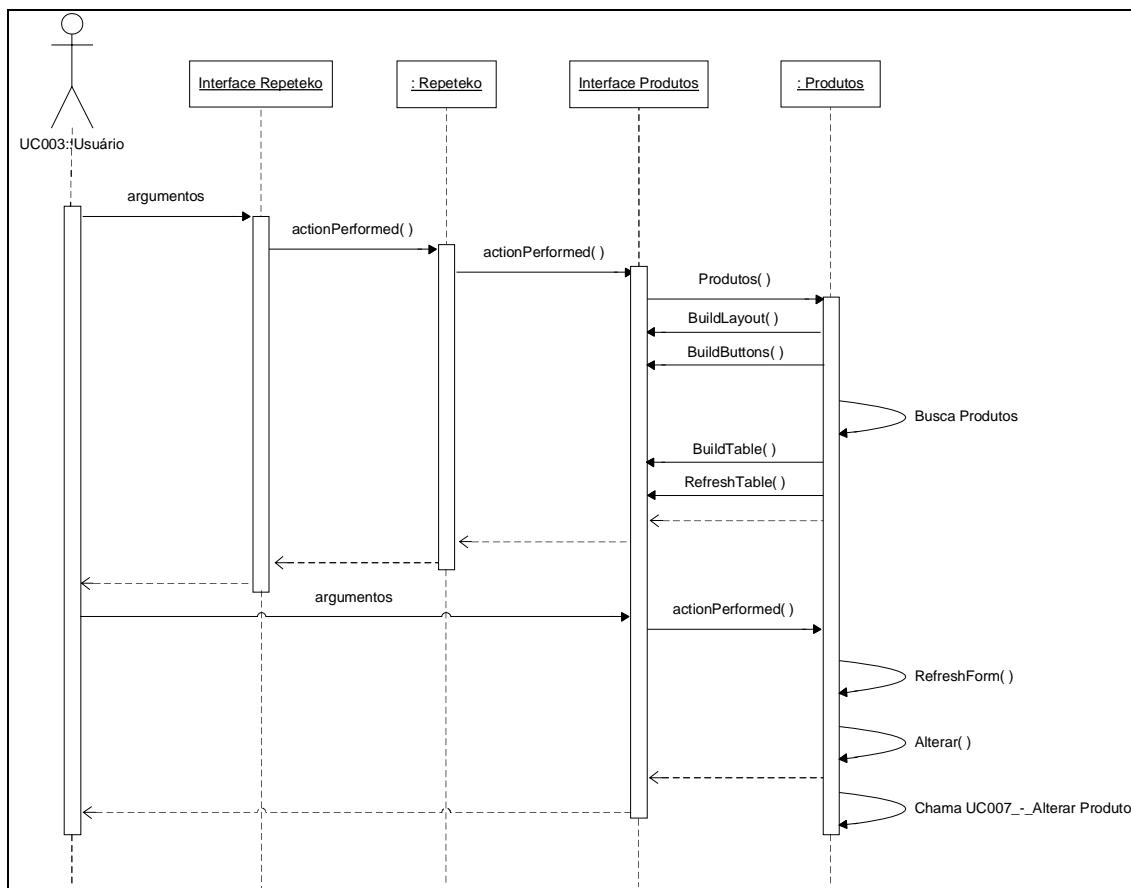 Interface Repeteko
: Repeteko
Interface Produtos
: Produtos
UC003::Usuário
argumentos
actionPerformed( )
actionPerformed( )
Produtos( )
BuildLayout( )
BuildButtons( )
Busca Produtos
BuildTable( )
RefreshTable( )
argumentos
actionPerformed( )
RefreshForm( )
Alterar( )
Chama UC007_-_Alterar Produto